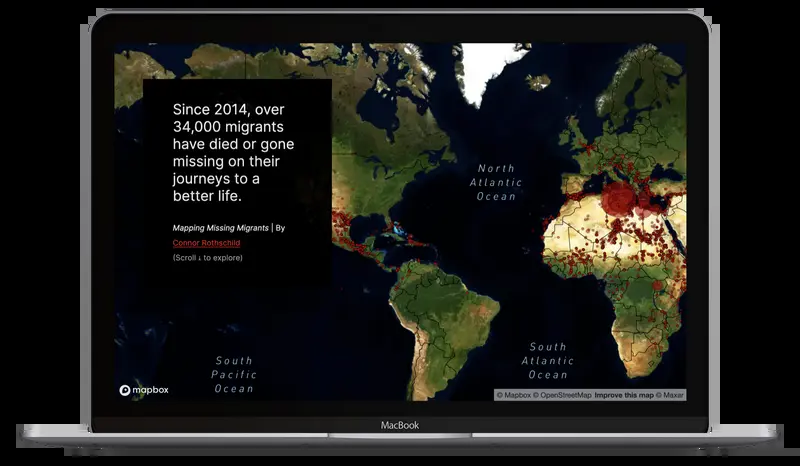 Since 2014, over
34,000 migrants
have died or gone
missing on their
journeys to a
better life.
Mapping Missing Migrants | By
Connor Rothschild
(Scroll ↓ to explore)
North
Atlantic
Ocean
South
Pacific
Ocean
South
Atlantic
Ocean
mapbox
© Mapbox © OpenStreetMap Improve this map © Maxar
MacBook